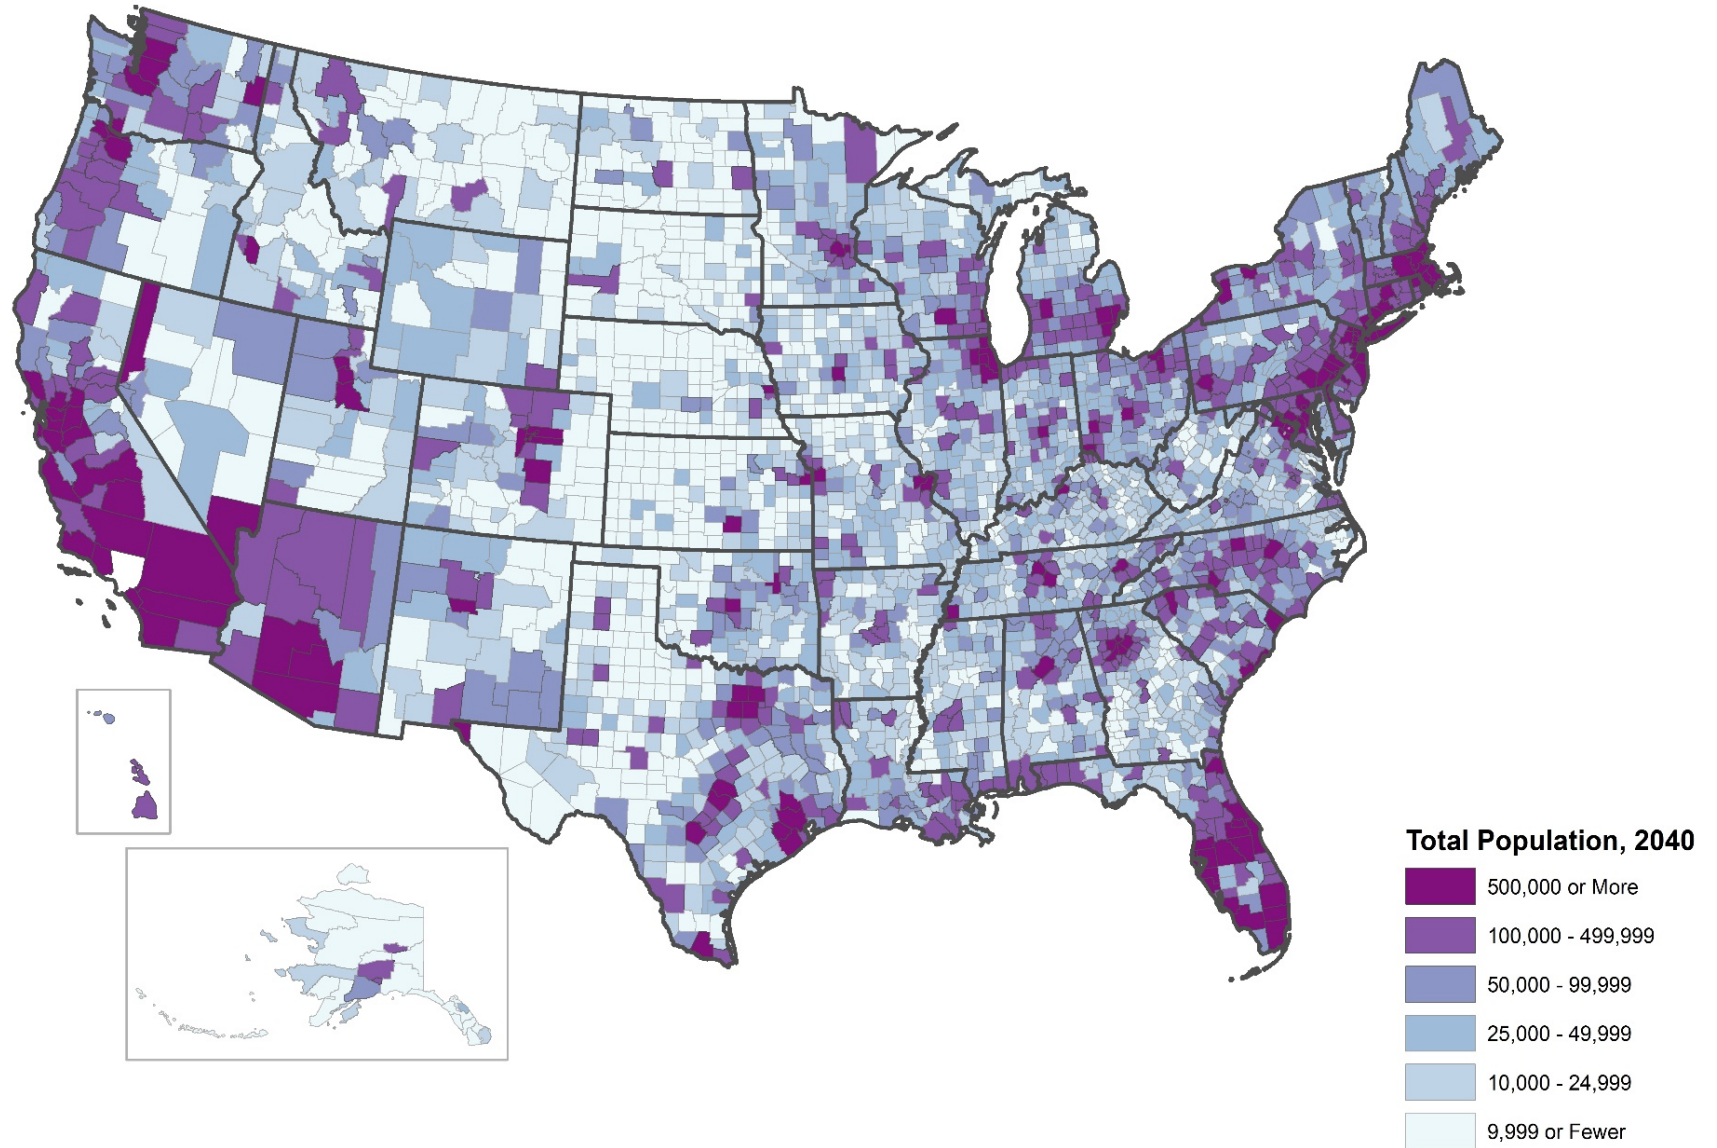 Total Population, 2040
500,000 or More
100,000 - 499,999
50,000 - 99,999
25,000 - 49,999
10,000 - 24,999
9,999 or Fewer